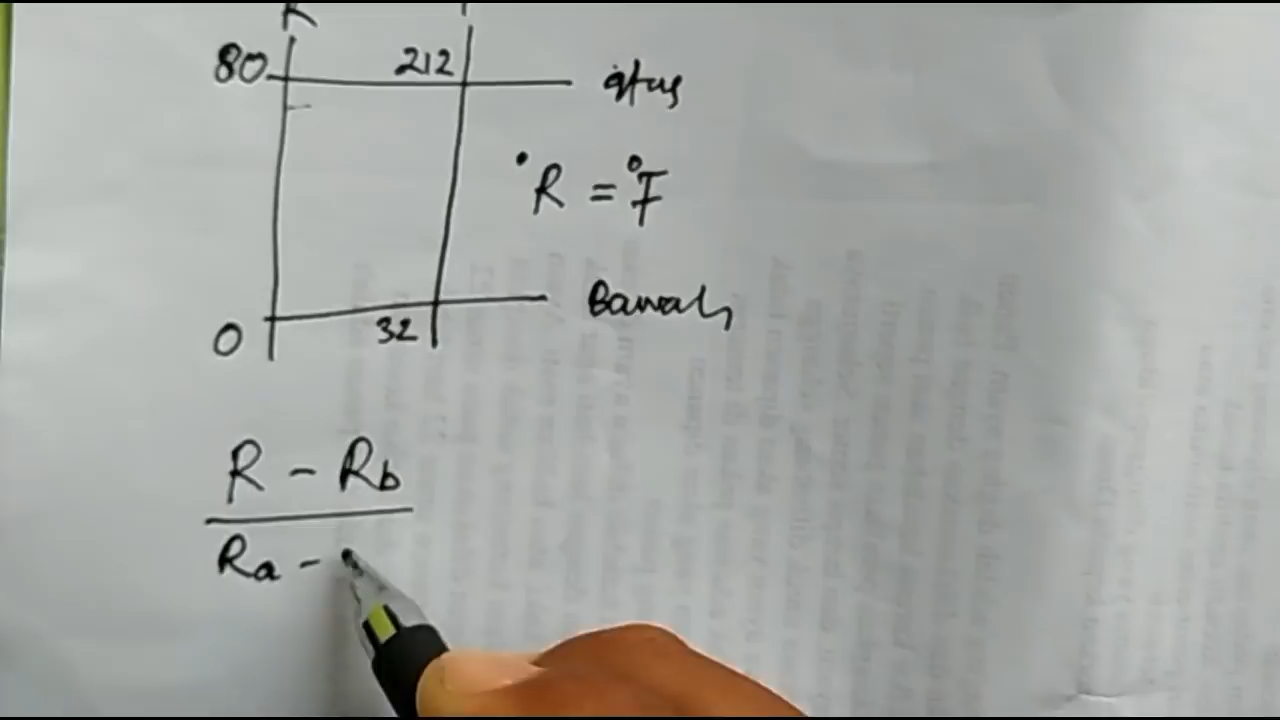 R
80 212 atas
°R = °F
Bawah
0 32
R - Rb
Ra -